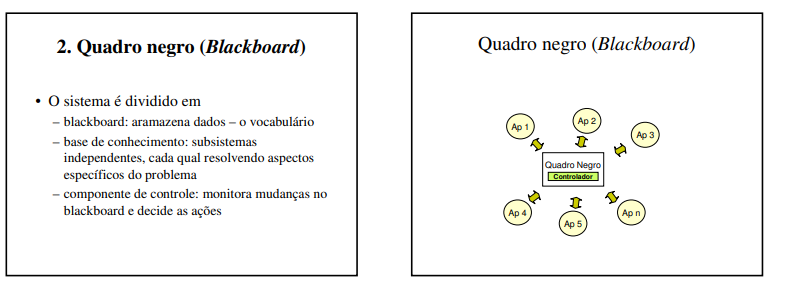 2. Quadro negro (Blackboard)
• O sistema é dividido em
– blackboard: aramazena dados – o vocabulário
– base de conhecimento: subsistemas
independentes, cada qual resolvendo aspectos
específicos do problema
– componente de controle: monitora mudanças no
blackboard e decide as ações
Quadro negro (Blackboard)
Ap 1
Ap 2
Ap 3
Quadro Negro
Controlador
Ap 4
Ap 5
Ap n